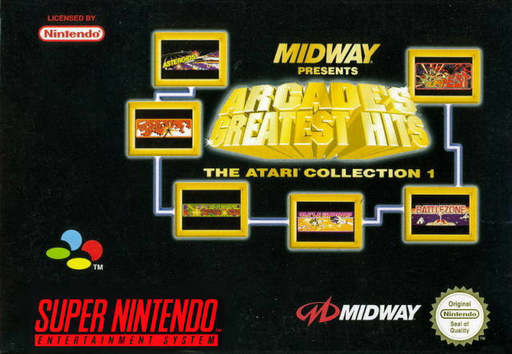 LICENSED BY
Nintendo
MIDWAY
PRESENTS
ARCADE'S
GREATEST HITS
THE ATARI COLLECTION 1
ASTEROIDS
BATTLEZONE
TM
SUPER NINTENDO
ENTERTAINMENT SYSTEM
MIDWAY
Original
Nintendo
Seal of
Quality